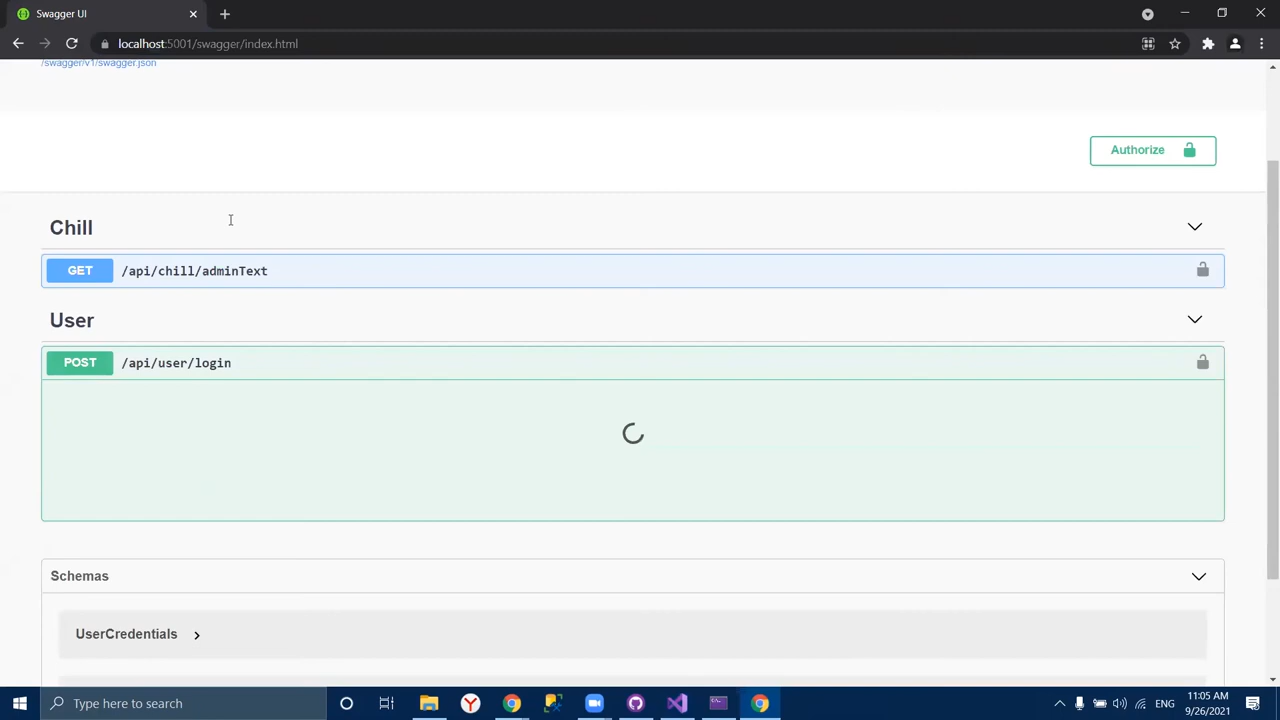 Swagger UI
localhost:5001/swagger/index.html
/swagger/v1/swagger.json
Authorize
Chill
GET /api/chill/adminText
User
POST /api/user/login
Schemas
UserCredentials
Type here to search
ENG
11:05 AM
9/26/2021